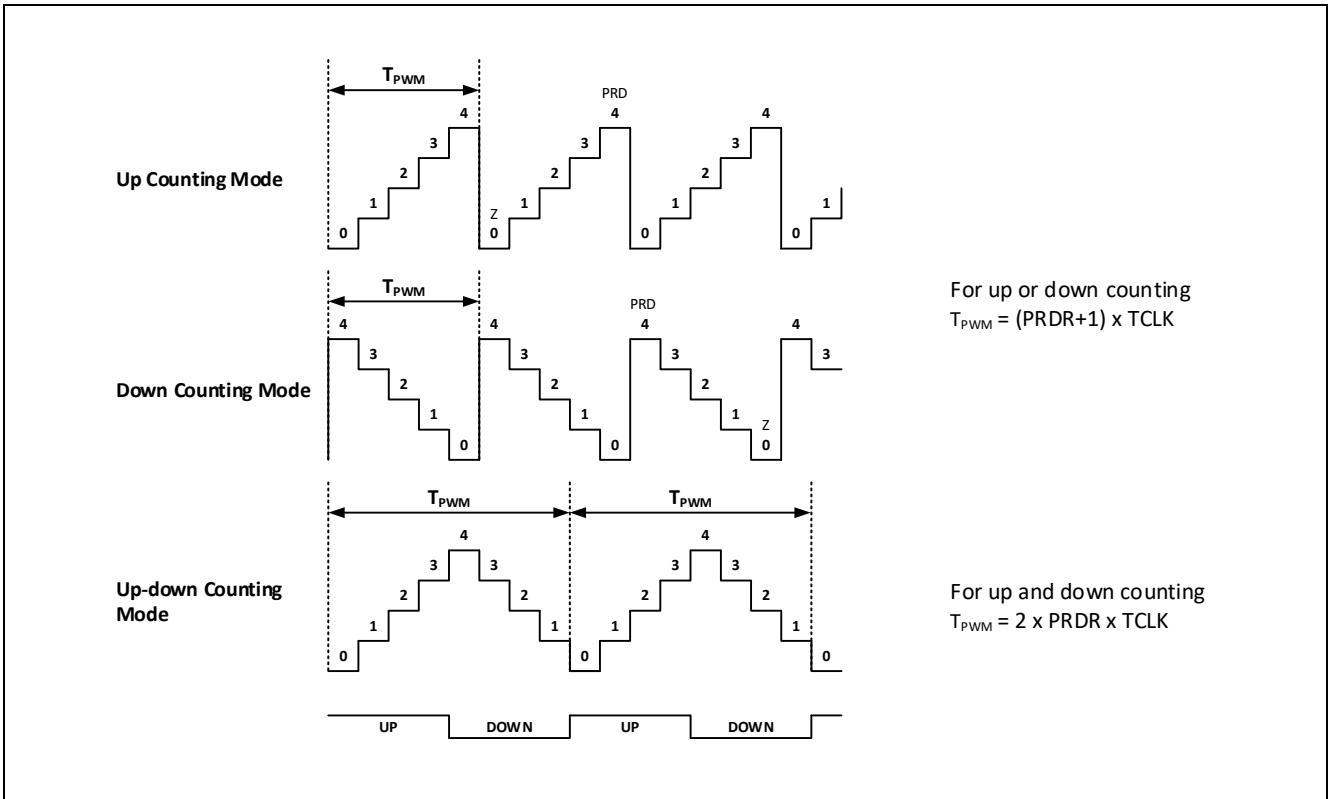 T_PWM
PRD
4 4 4
3 3 3
Up Counting Mode
2 2 2
1 1 1 1
Z
0 0 0 0
T_PWM
PRD
4 4 4 4
3 3 3 3
Down Counting Mode
2 2 2
1 1 1
Z
0 0 0
For up or down counting
T_PWM = (PRDR+1) x TCLK
T_PWM T_PWM
4 4
3 3 3 3
Up-down Counting
Mode
2 2 2 2
1 1 1 1
0 0 0
For up and down counting
T_PWM = 2 x PRDR x TCLK
UP DOWN UP DOWN